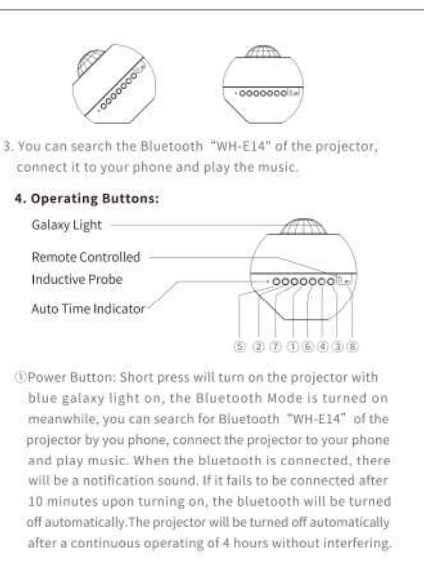 3. You can search the Bluetooth “WH-E14" of the projector,
connect it to your phone and play the music.
4. Operating Buttons:
Galaxy Light
Remote Controlled
Inductive Probe
Auto Time Indicator
⑤ ② ⑦ ① ⑥ ④ ③ ⑧
①Power Button: Short press will turn on the projector with
blue galaxy light on, the Bluetooth Mode is turned on
meanwhile, you can search for Bluetooth “WH-E14” of the
projector by you phone, connect the projector to your phone
and play music. When the bluetooth is connected, there
will be a notification sound. If it fails to be connected after
10 minutes upon turning on, the bluetooth will be turned
off automatically.The projector will be turned off automatically
after a continuous operating of 4 hours without interfering.